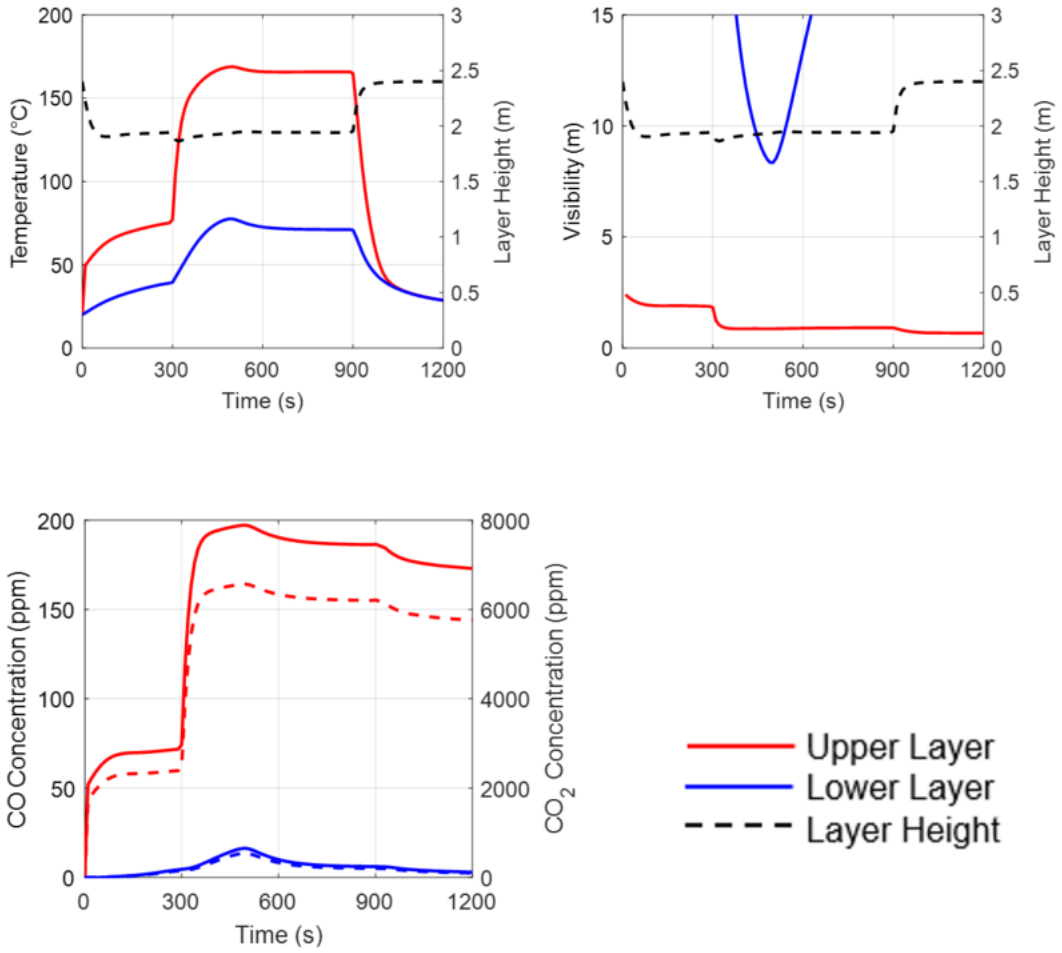 200
150
100
50
0
Temperature (°C)
3
2.5
2
1.5
1
0.5
0
Layer Height (m)
0 300 600 900 1200
Time (s)
15
10
5
0
Visibility (m)
3
2.5
2
1.5
1
0.5
0
Layer Height (m)
0 300 600 900 1200
Time (s)
200
150
100
50
0
CO Concentration (ppm)
8000
6000
4000
2000
0
CO₂ Concentration (ppm)
0 300 600 900 1200
Time (s)
Upper Layer
Lower Layer
Layer Height